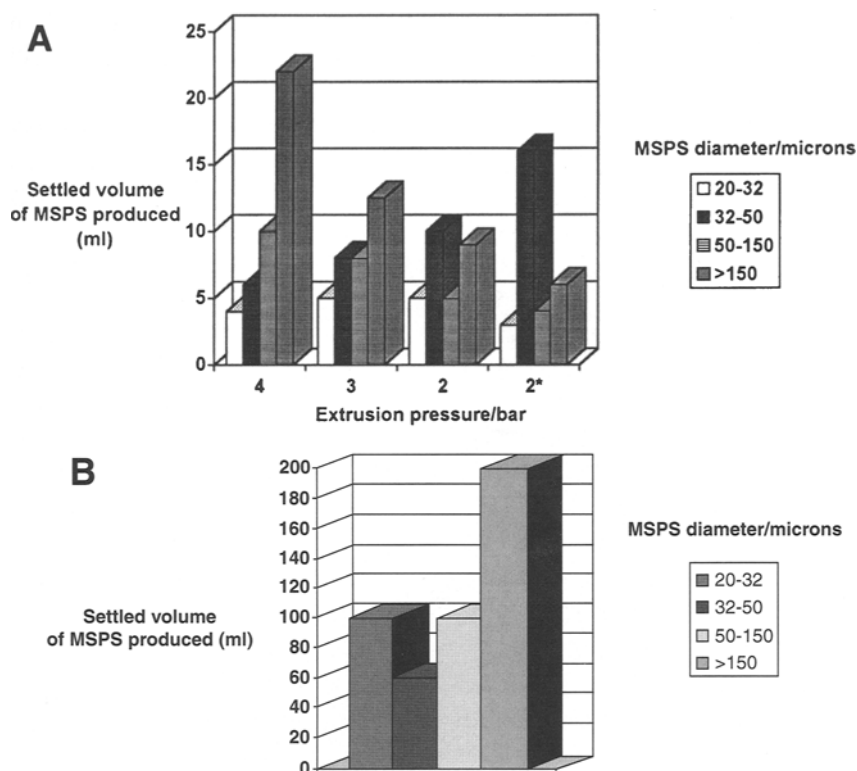 A
25
20
15
10
5
0
Settled volume
of MSPS produced
(ml)
4 3 2 2*
Extrusion pressure/bar
MSPS diameter/microns
20-32
32-50
50-150
>150
B
200
180
160
140
120
100
80
60
40
20
0
Settled volume
of MSPS produced (ml)
MSPS diameter/microns
20-32
32-50
50-150
>150